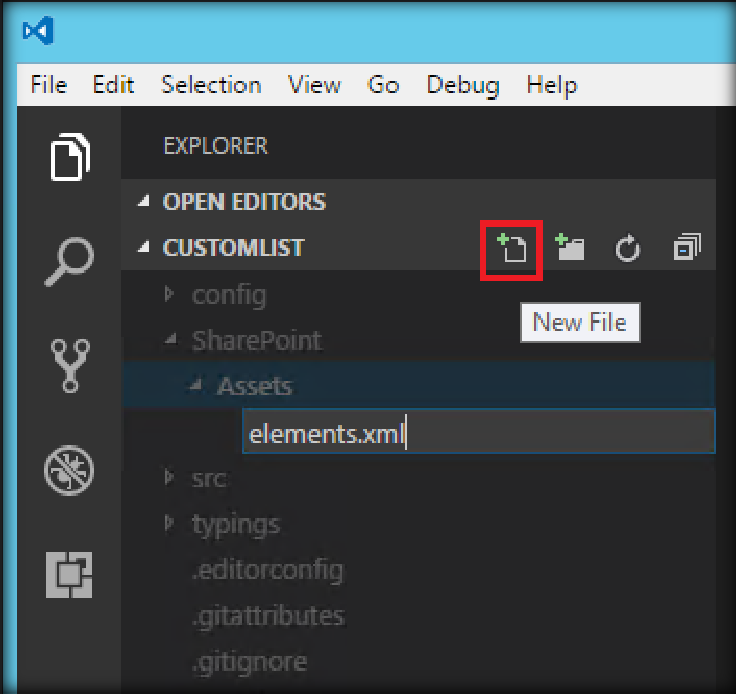 File Edit Selection View Go Debug Help
EXPLORER
OPEN EDITORS
CUSTOMLIST
config
New File
SharePoint
Assets
elements.xml
src
typings
.editorconfig
.gitattributes
.gitignore